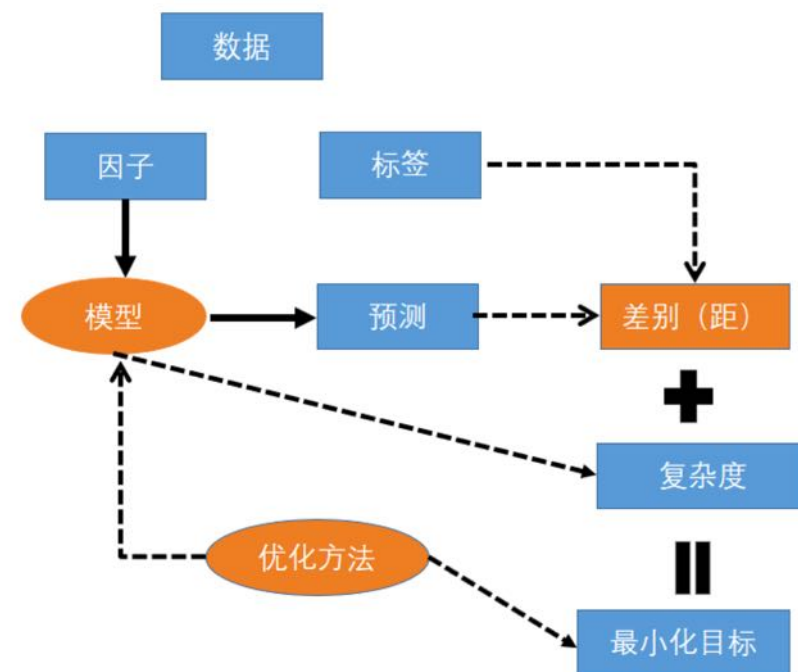 数据
因子
标签
模型
预测
差别（距）
复杂度
优化方法
最小化目标